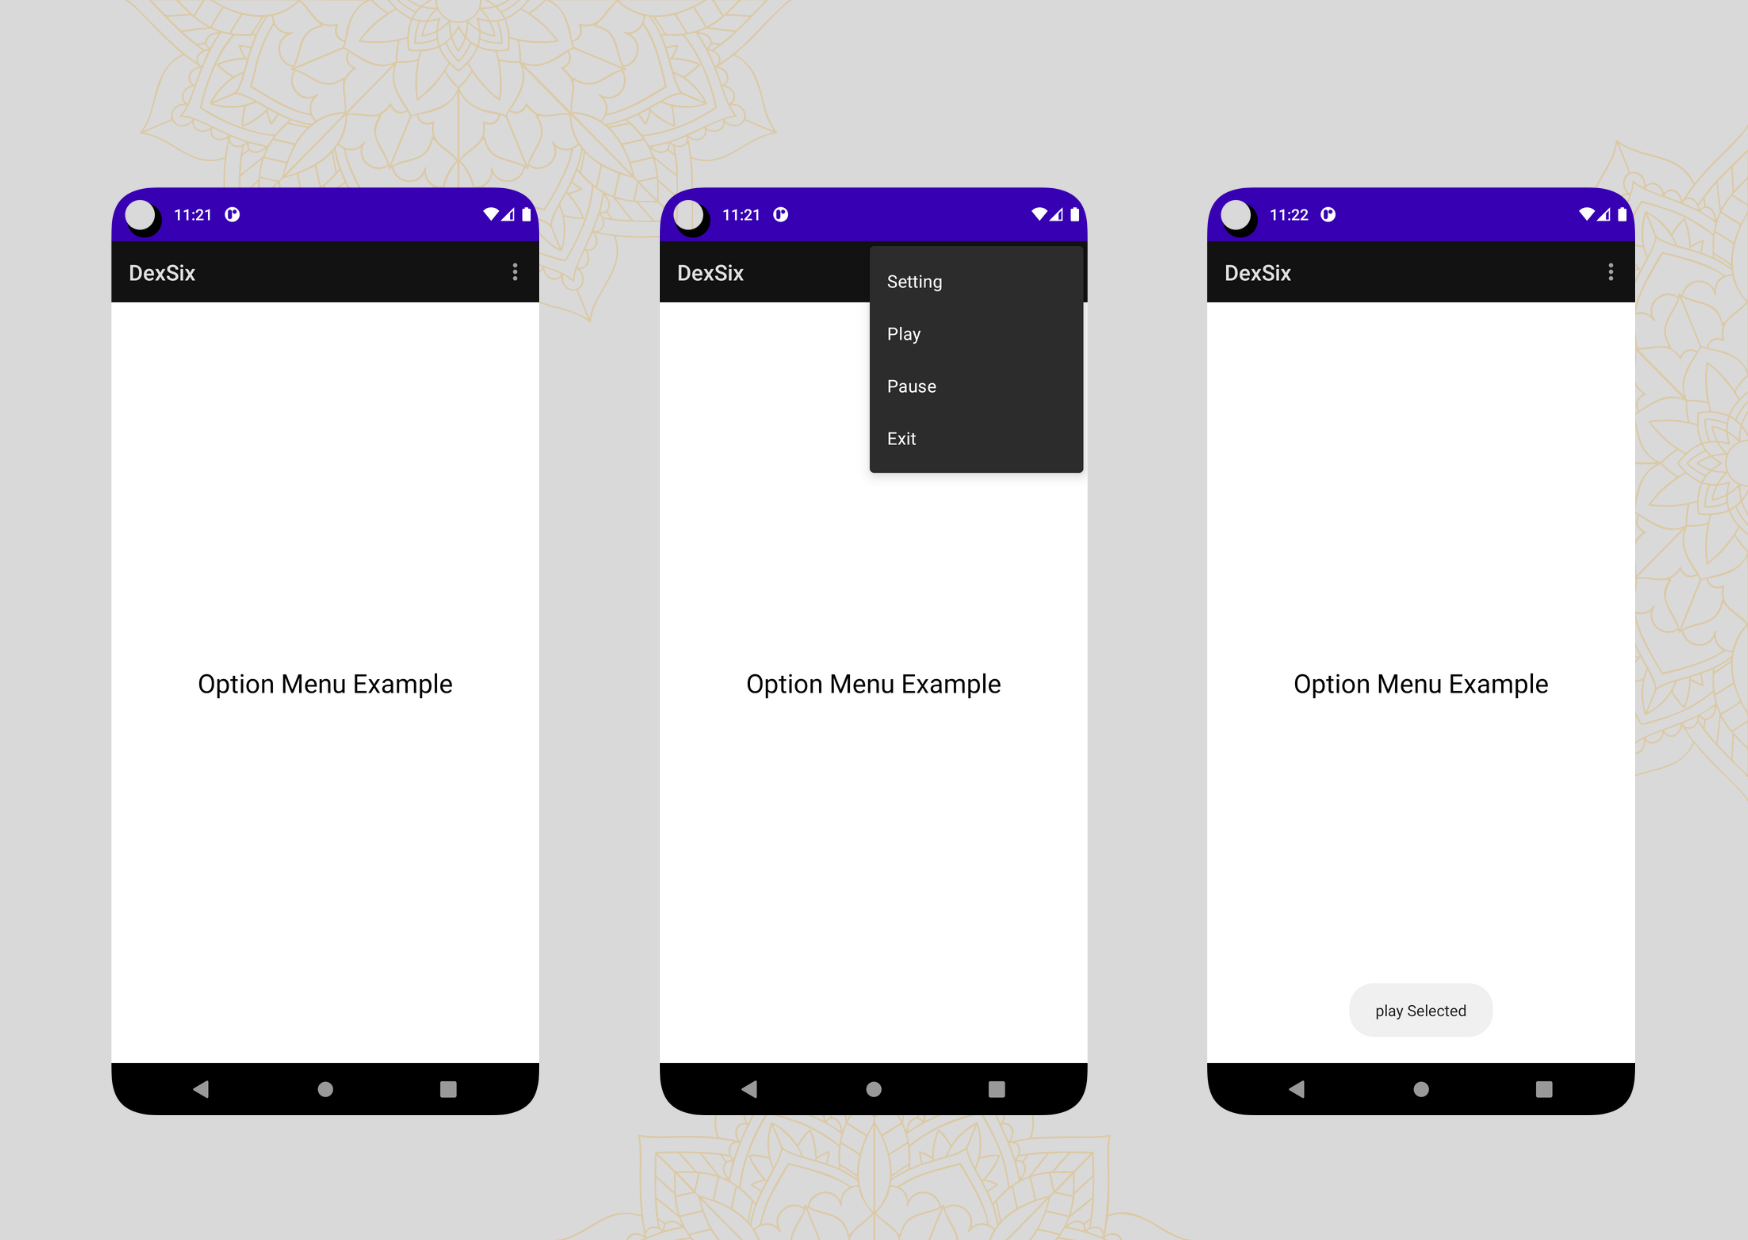 11:21
DexSix
Option Menu Example
11:21
DexSix
Setting
Play
Pause
Exit
Option Menu Example
11:22
DexSix
Option Menu Example
play Selected